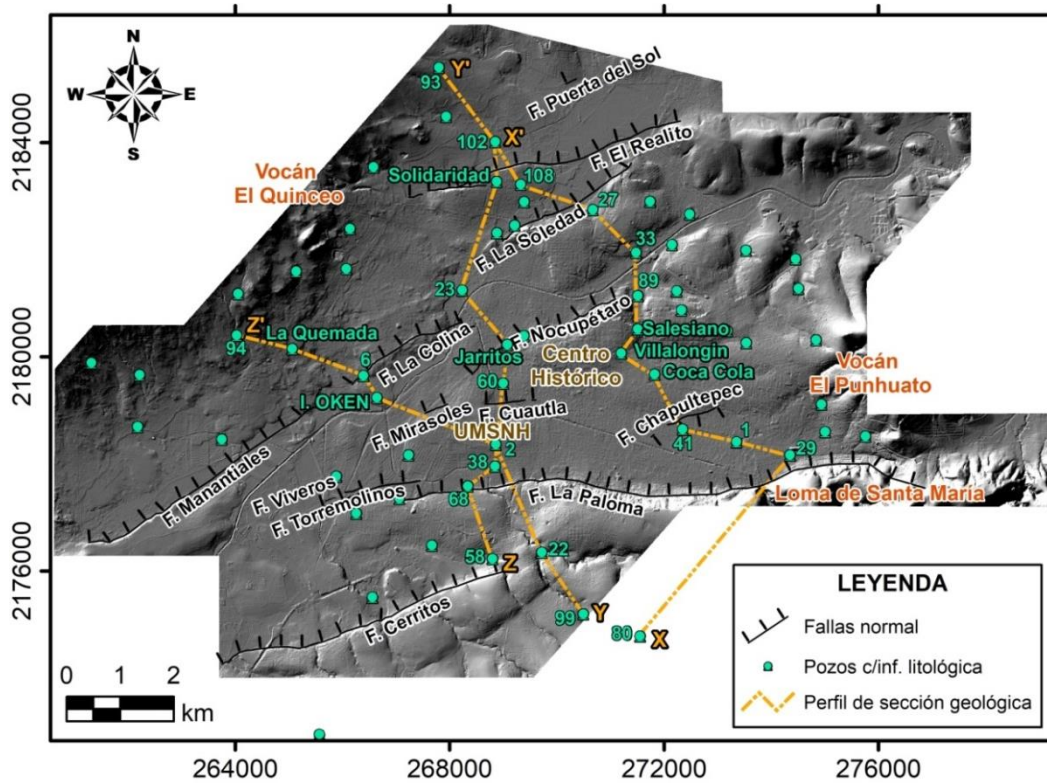 N
W
E
S
2184000
2180000
2176000
264000
268000
272000
276000
93
Y'
F. Puerta del Sol
102
X'
F. El Realito
Vocán
El Quinceo
Solidaridad
108
27
F. La Soledad
33
23
89
F. Nocupétaro
Z'
La Quemada
94
F. La Colina
Jarritos
Salesiano
Centro
Histórico
Villalongin
Coca Cola
6
60
Vocán
El Punhuato
I. OKEN
F. Mirasoles
F. Cuautla
F. Chapultepec
UMSNH
41
1
29
2
38
F. Manantiales
F. Viveros
F. Torremolinos
68
F. La Paloma
Loma de Santa Maria
58
Z
22
F. Cerritos
99
Y
80
X
LEYENDA
Fallas normal
Pozos c/inf. litológica
Perfil de sección geológica
0 1 2
km